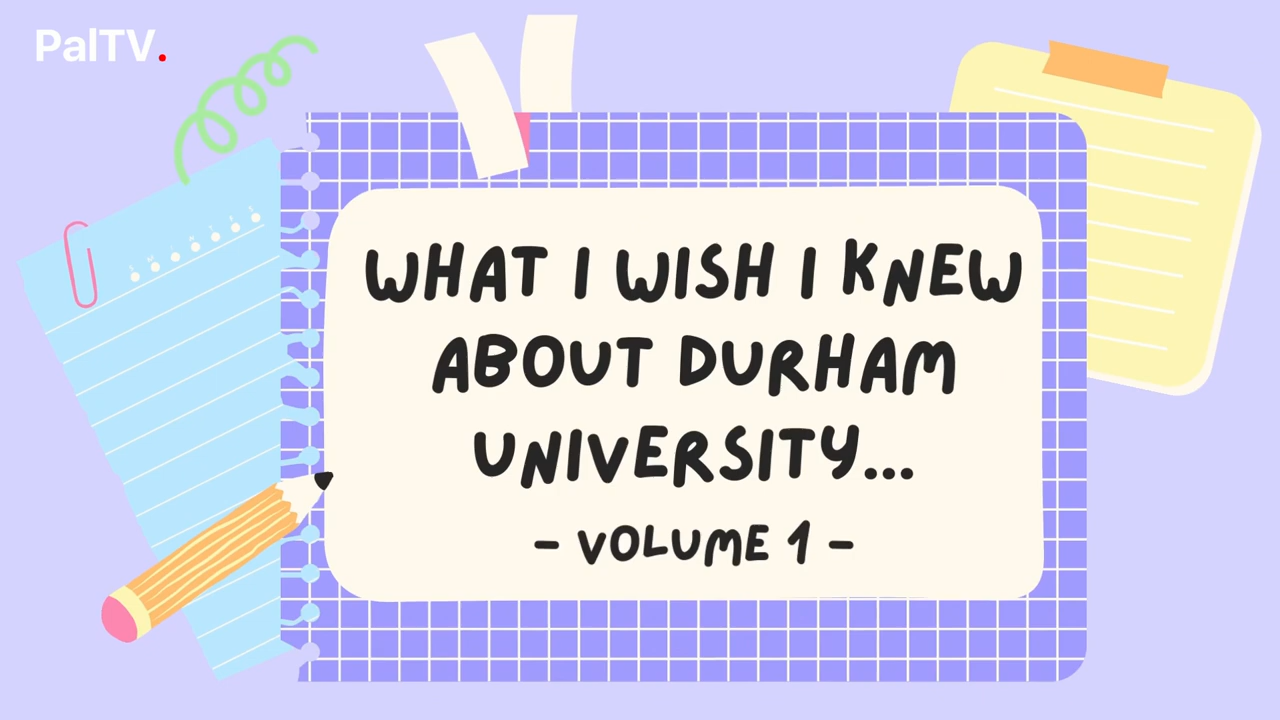 PalTV.
WHAT I WISH I KNEW
ABOUT DURHAM
UNIVERSITY...
- VOLUME 1 -